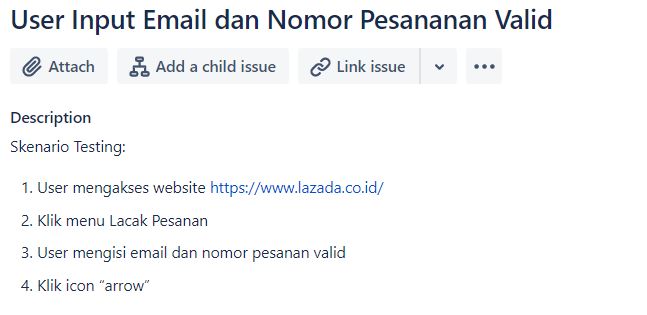 User Input Email dan Nomor Pesananan Valid
Attach
Add a child issue
Link issue
Description
Skenario Testing:
1. User mengakses website https://www.lazada.co.id/
2. Klik menu Lacak Pesanan
3. User mengisi email dan nomor pesanan valid
4. Klik icon “arrow”